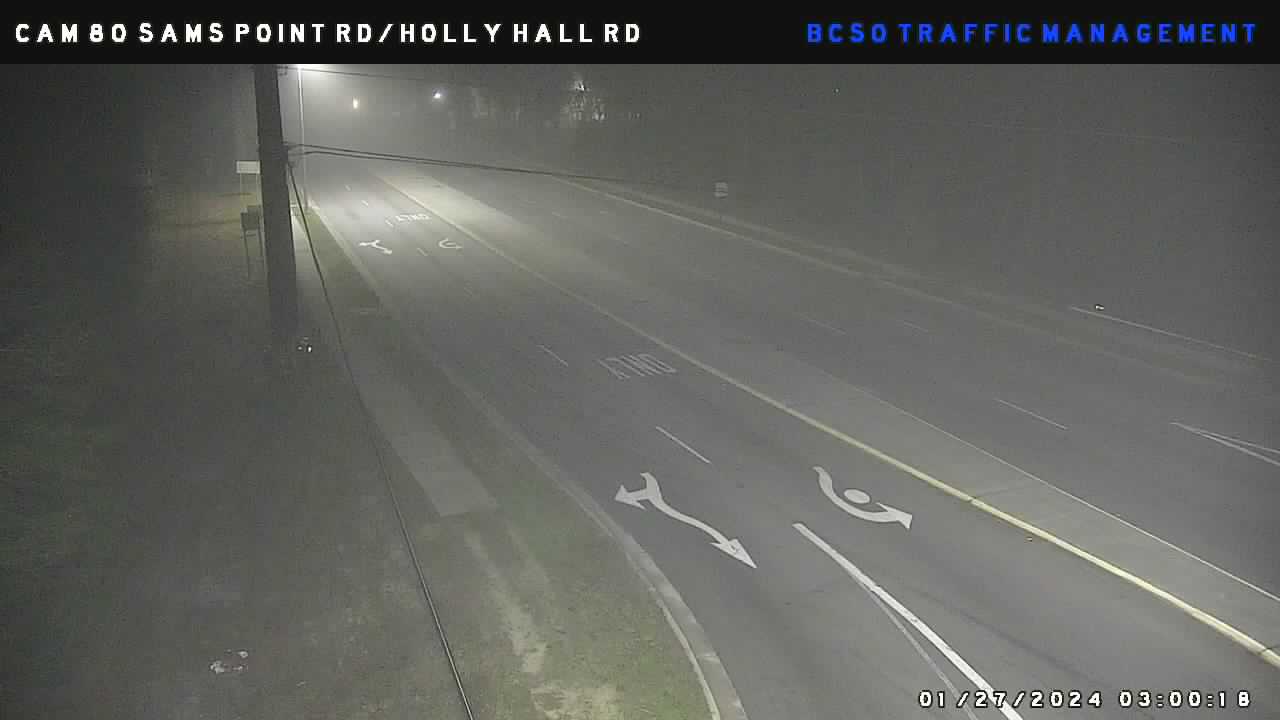 CAM 80 SAMS POINT RD/HOLLY HALL RD
BCSO TRAFFIC MANAGEMENT
ONLY
ONLY
01/27/2024 03:00:18